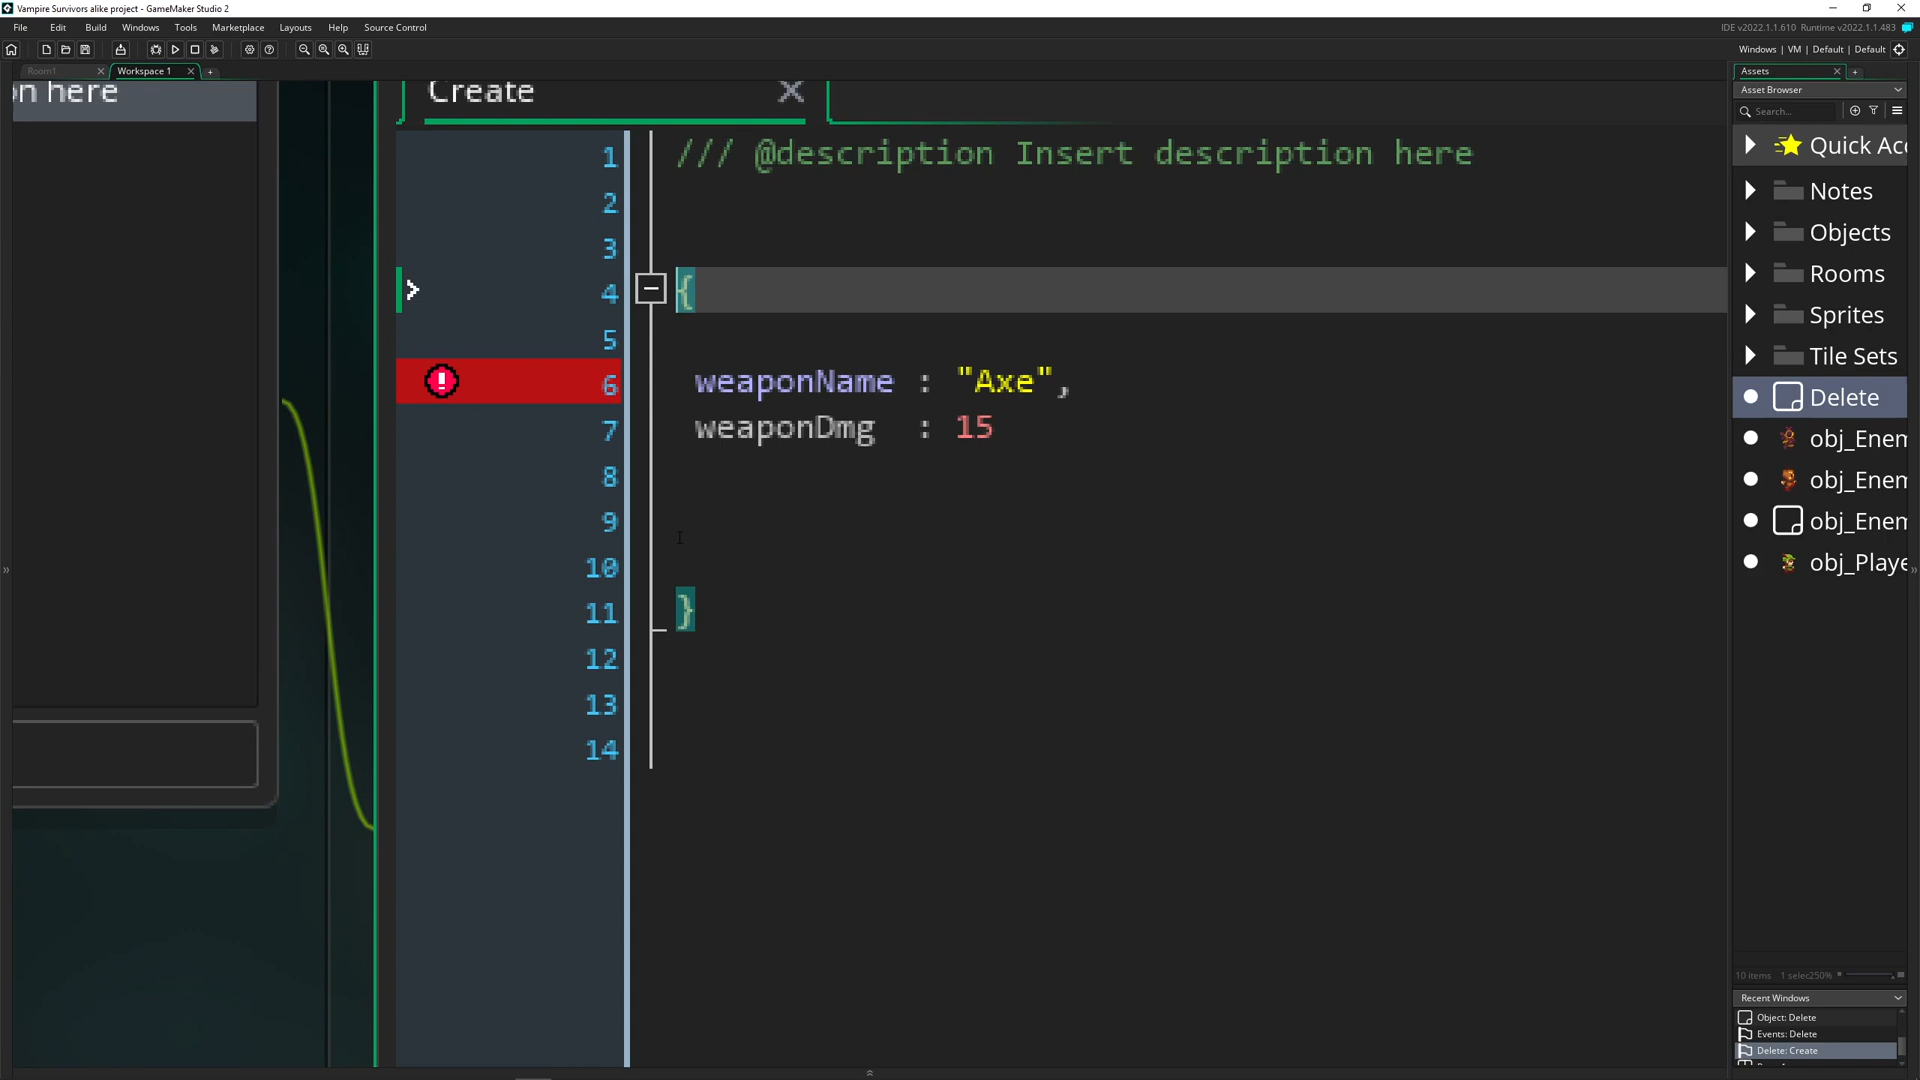 Vampire Survivors alike project - GameMaker Studio 2
File Edit Build Windows Tools Marketplace Layouts Help Source Control
IDE v2022.1.1.610 Runtime v2022.1.1.483
Windows | VM | Default | Default
Room1
Workspace 1
Assets
on here
Create
Asset Browser
Search...
1 /// @description Insert description here
2
3
4 {
5
6 weaponName : "Axe",
7 weaponDmg : 15
8
9
10
11 }
12
13
14
Quick Acc
Notes
Objects
Rooms
Sprites
Tile Sets
Delete
obj_Enem
obj_Enem
obj_Enem
obj_Playe
10 items 1 selec250%
Recent Windows
Object: Delete
Events: Delete
Delete: Create